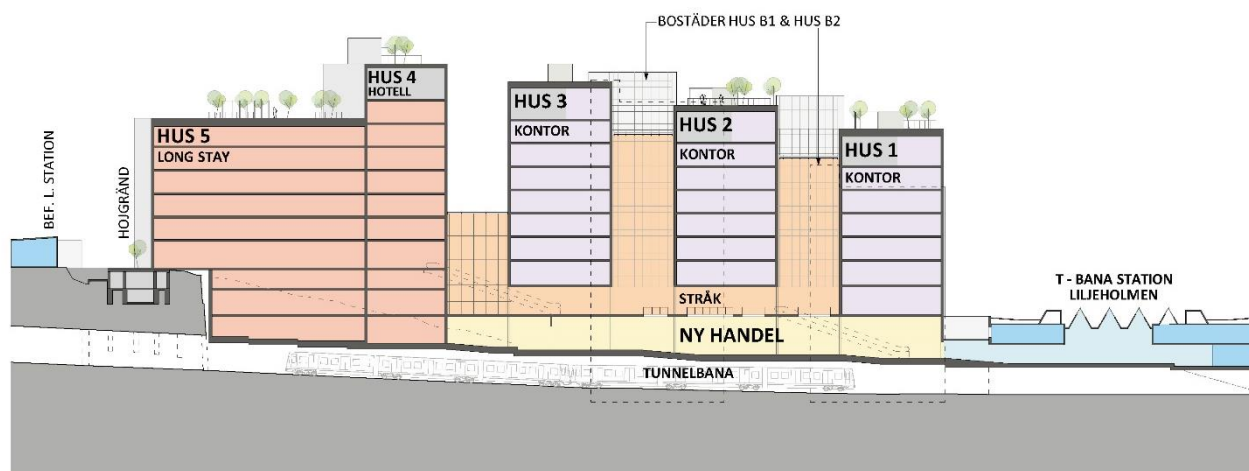 BOSTÄDER HUS B1 & HUS B2
HUS 4
HOTELL
HUS 3
KONTOR
HUS 2
KONTOR
HUS 1
KONTOR
HUS 5
LONG STAY
BEF. L. STATION
HOJGRÄND
T - BANA STATION
LILJEHOLMEN
STRÅK
NY HANDEL
TUNNELBANA